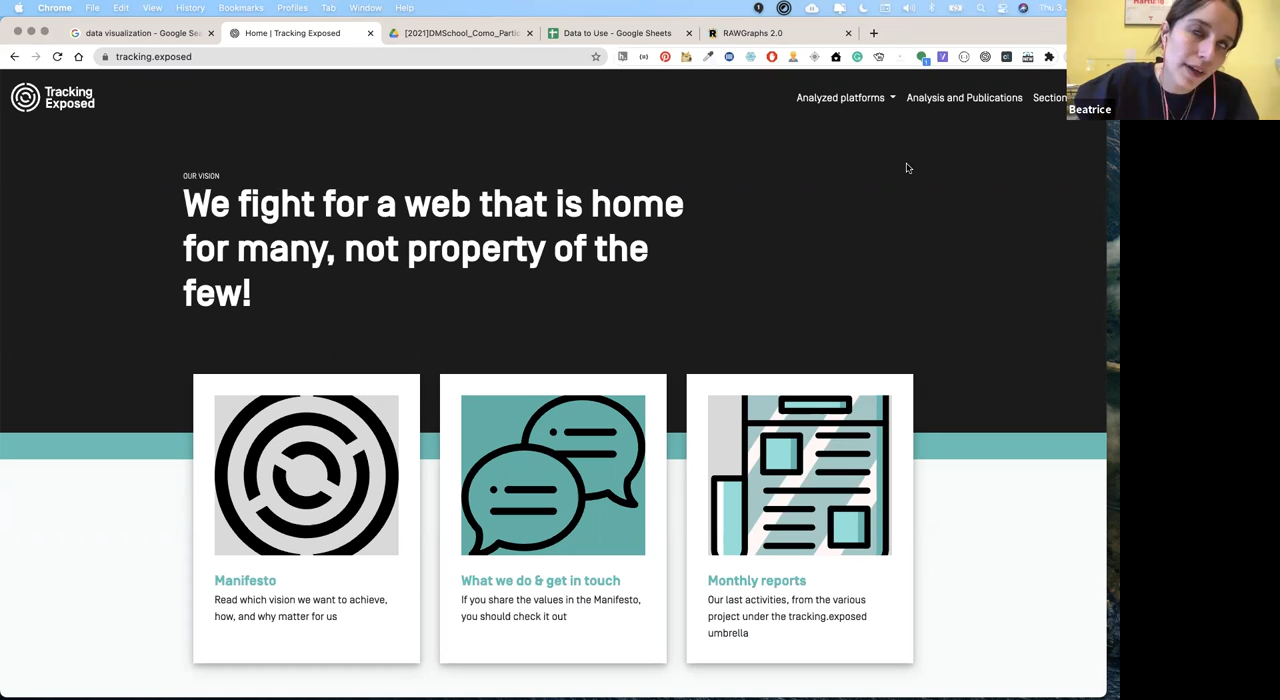 Chrome File Edit View History Bookmarks Profiles Tab Window Help Thu 3
data visualization - Google Sea Home | Tracking Exposed [2021]DMSchool_Como_Partic Data to Use - Google Sheets RAWGraphs 2.0
tracking.exposed
Tracking
Exposed
Analyzed platforms Analysis and Publications Section
Beatrice
OUR VISION
We fight for a web that is home
for many, not property of the
few!
Manifesto
Read which vision we want to achieve,
how, and why matter for us
What we do & get in touch
If you share the values in the Manifesto,
you should check it out
Monthly reports
Our last activities, from the various
project under the tracking.exposed
umbrella